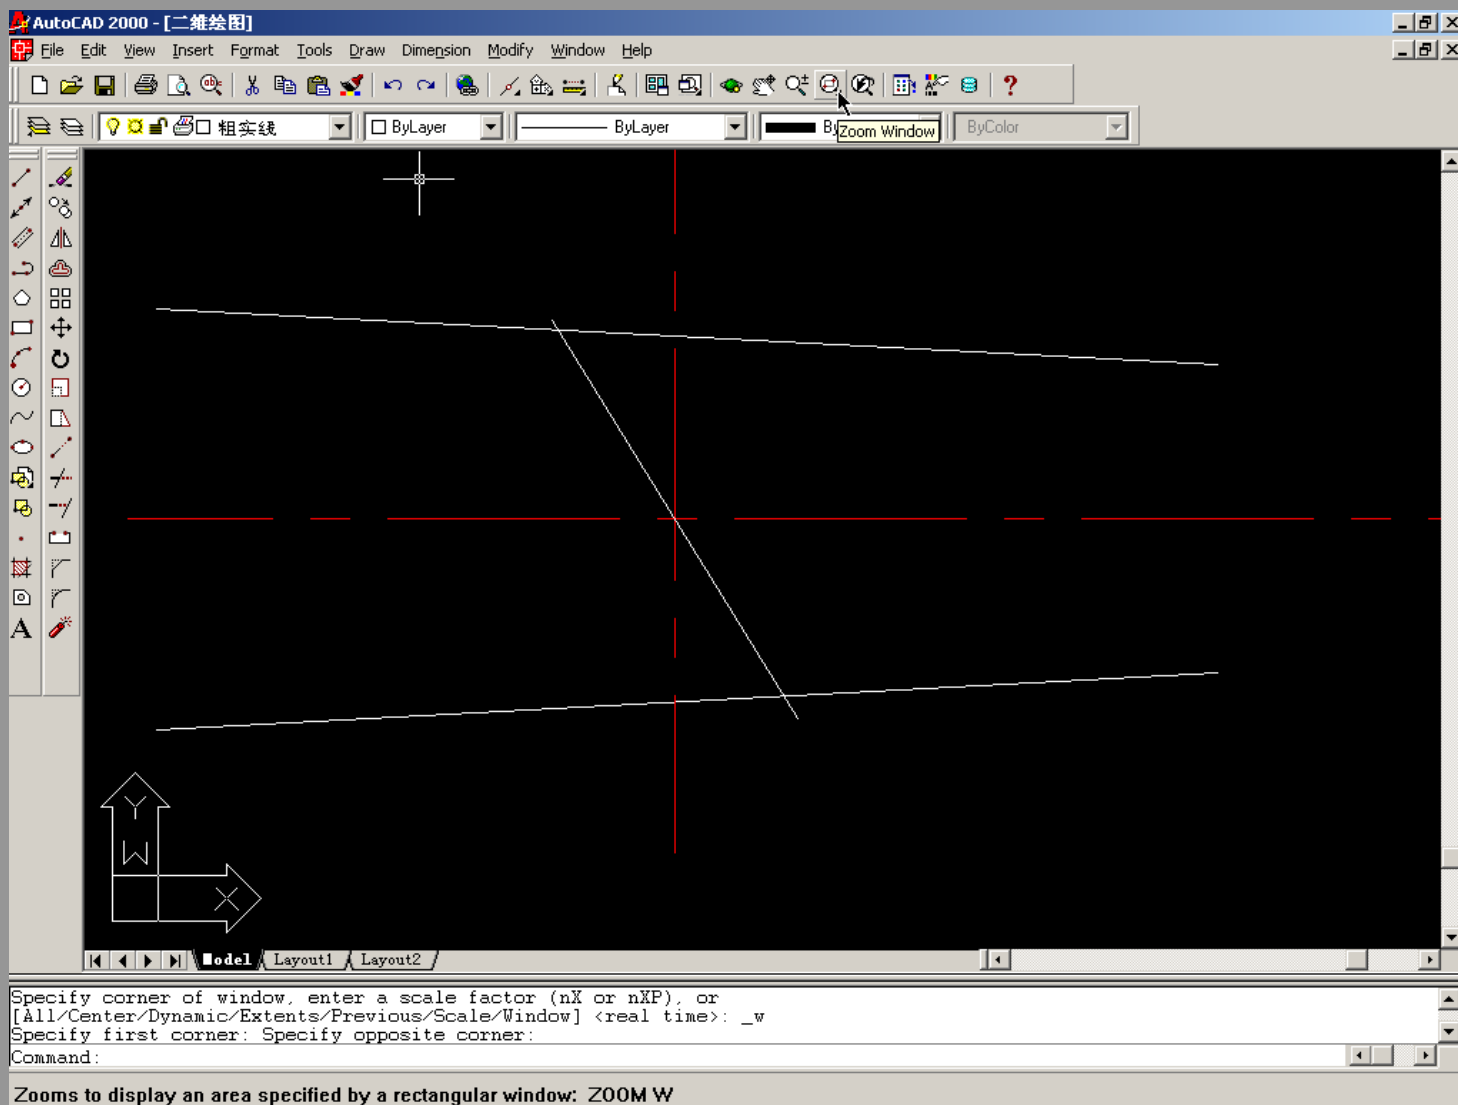 AutoCAD 2000 - [二维绘图]
File Edit View Insert Format Tools Draw Dimension Modify Window Help
粗实线 ByLayer ByLayer By ByColor
Zoom Window
Y
W
X
Model Layout1 Layout2
Specify corner of window, enter a scale factor (nX or nXP), or
[All/Center/Dynamic/Extents/Previous/Scale/Window] <real time>: _w
Specify first corner: Specify opposite corner:
Command:
Zooms to display an area specified by a rectangular window: ZOOM W